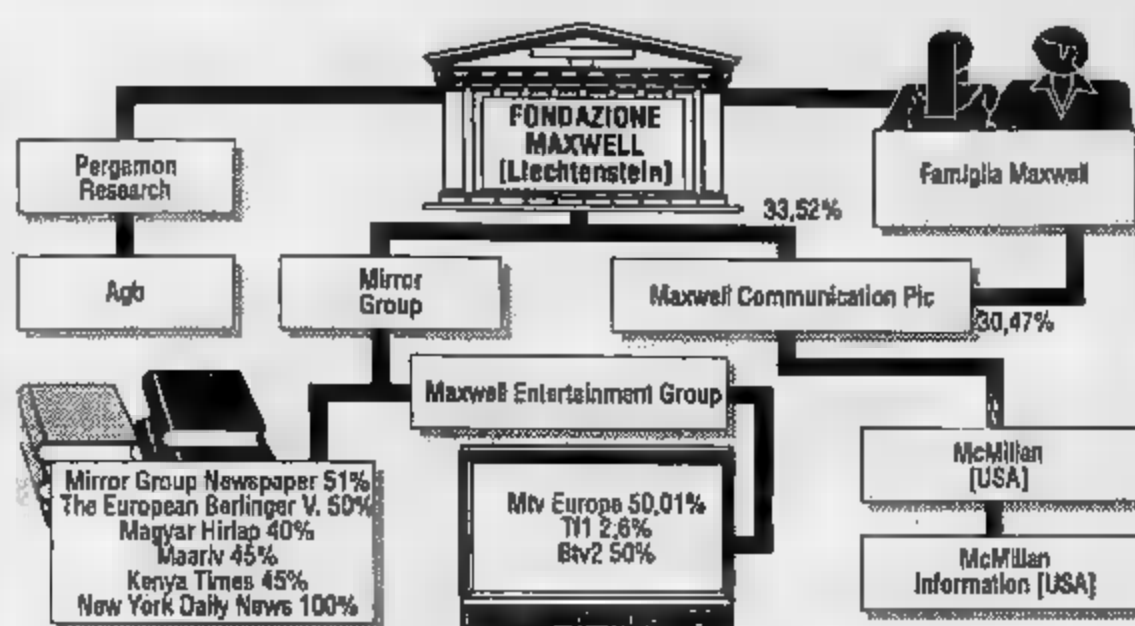 FONDAZIONE
MAXWELL
[Liechtenstein]
Pergamon
Research
Famiglia Maxwell
33,52%
Agb
Mirror
Group
Maxwell Communication Plc
30,47%
Maxwell Entertainment Group
Mirror Group Newspaper 51%
The European Berlinger V. 50%
Magyar Hirlap 40%
Maariv 45%
Kenya Times 45%
New York Daily News 100%
Mtv Europe 50,01%
Tf1 2,6%
Btv2 50%
McMillan
[USA]
McMillan
Information [USA]